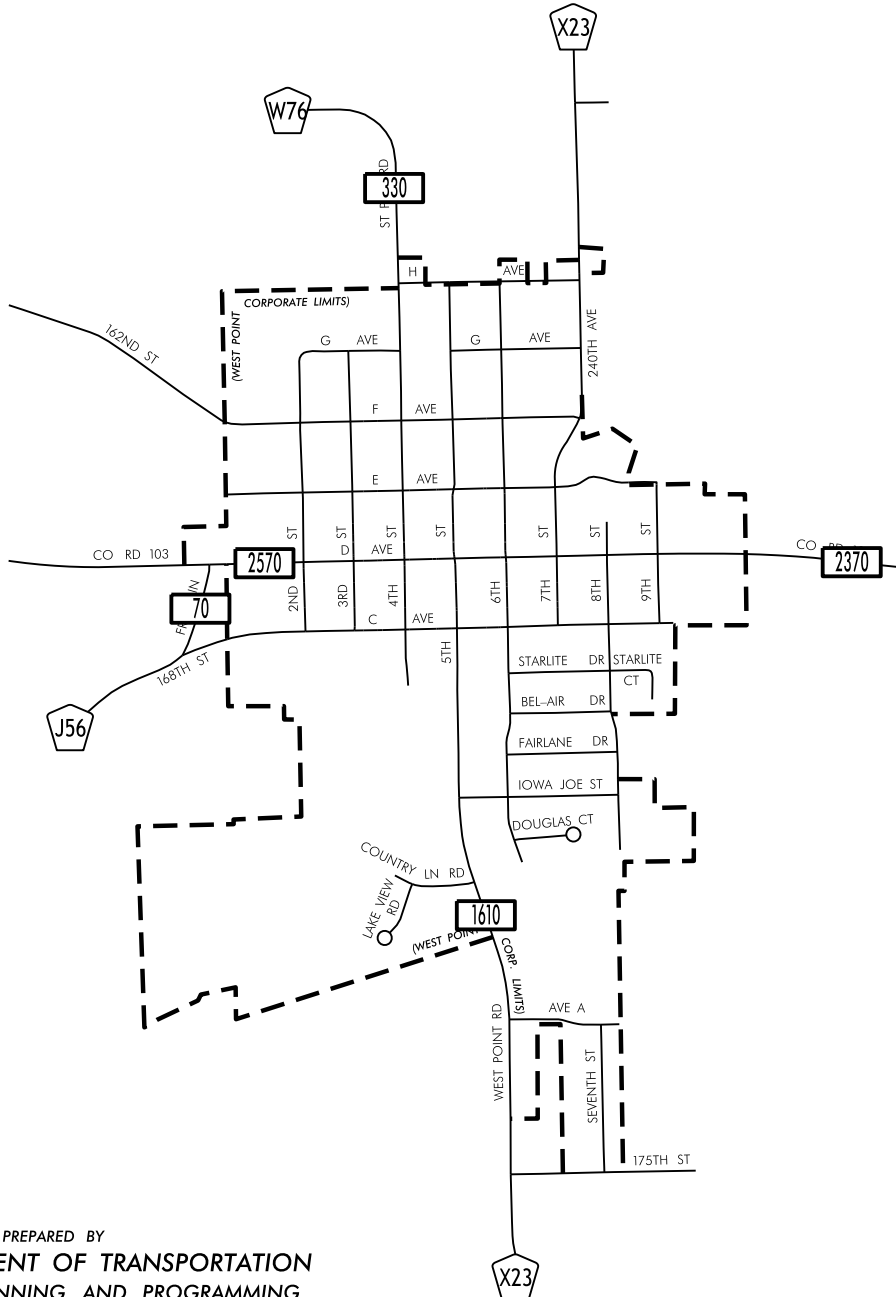 X23
W76
330
H AVE
CORPORATE LIMITS)
(WEST POINT
162ND ST
G AVE
G AVE
240TH AVE
F AVE
E AVE
CO RD 103
2570
D AVE
ST
ST
ST
ST
ST
ST
ST
CO
2370
70
2ND
3RD
4TH
6TH
7TH
8TH
9TH
C AVE
5TH
168TH ST
STARLITE DR
STARLITE
CT
J56
BEL-AIR DR
FAIRLANE DR
IOWA JOE ST
DOUGLAS CT
COUNTRY LN RD
LAKE VIEW
RD
1610
(WEST POINT
CORP. LIMITS)
WEST POINT RD
AVE A
SEVENTH ST
175TH ST
X23
PREPARED BY
ENT OF TRANSPORTATION
NNING AND PROGRAMMING